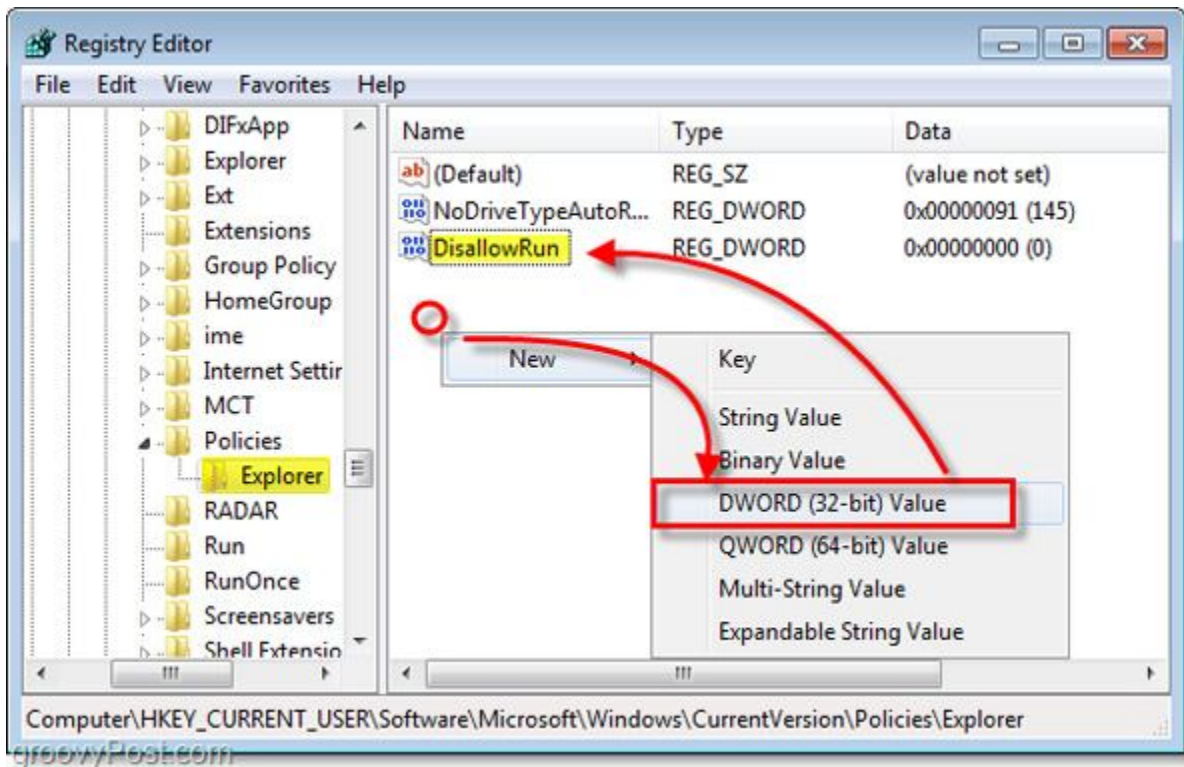 Registry Editor
File Edit View Favorites Help
DIFxApp
Explorer
Ext
Extensions
Group Policy
HomeGroup
ime
Internet Settir
MCT
Policies
Explorer
RADAR
Run
RunOnce
Screensavers
Shell Extensio
Name Type Data
(Default) REG_SZ (value not set)
NoDriveTypeAutoR... REG_DWORD 0x00000091 (145)
DisallowRun REG_DWORD 0x00000000 (0)
New
Key
String Value
Binary Value
DWORD (32-bit) Value
QWORD (64-bit) Value
Multi-String Value
Expandable String Value
Computer\HKEY_CURRENT_USER\Software\Microsoft\Windows\CurrentVersion\Policies\Explorer
groovyPost.com